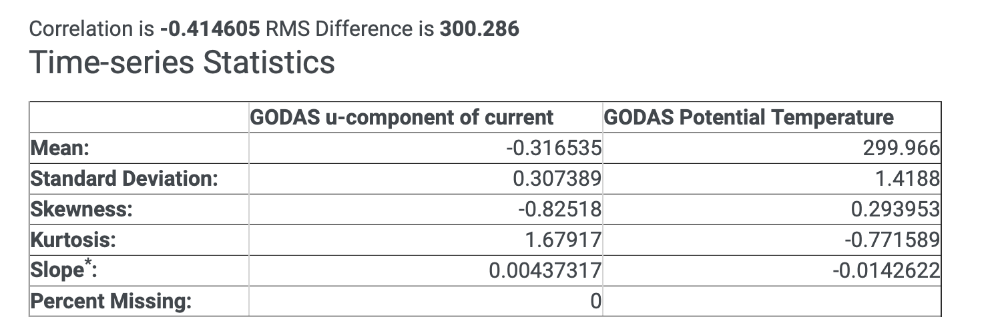 Correlation is -0.414605 RMS Difference is 300.286
Time-series Statistics
GODAS u-component of current GODAS Potential Temperature
Mean: -0.316535 299.966
Standard Deviation: 0.307389 1.4188
Skewness: -0.82518 0.293953
Kurtosis: 1.67917 -0.771589
Slope*: 0.00437317 -0.0142622
Percent Missing: 0